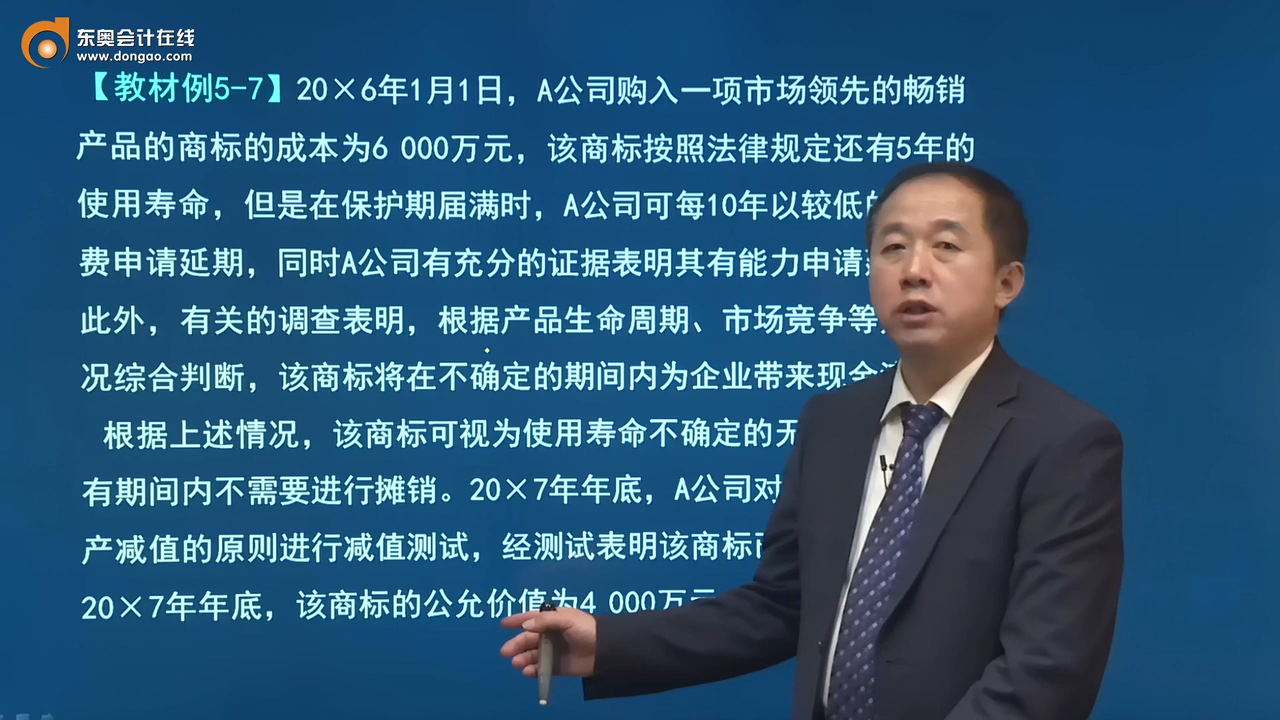 东奥会计在线
www.dongao.com
【教材例5-7】20×6年1月1日，A公司购入一项市场领先的畅销
产品的商标的成本为6 000万元，该商标按照法律规定还有5年的
使用寿命，但是在保护期届满时，A公司可每10年以较低的
费申请延期，同时A公司有充分的证据表明其有能力申请
此外，有关的调查表明，根据产品生命周期、市场竞争等
况综合判断，该商标将在不确定的期间内为企业带来现金
根据上述情况，该商标可视为使用寿命不确定的无
有期间内不需要进行摊销。20×7年年底，A公司对
产减值的原则进行减值测试，经测试表明该商标
20×7年年底，该商标的公允价值为4 000万元